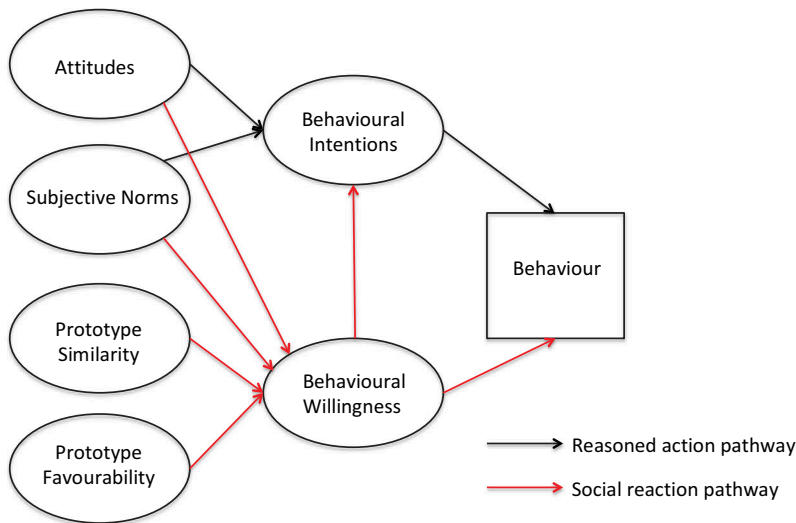 Attitudes
Behavioural
Intentions
Subjective Norms
Behaviour
Prototype
Similarity
Behavioural
Willingness
Prototype
Favourability
Reasoned action pathway
Social reaction pathway